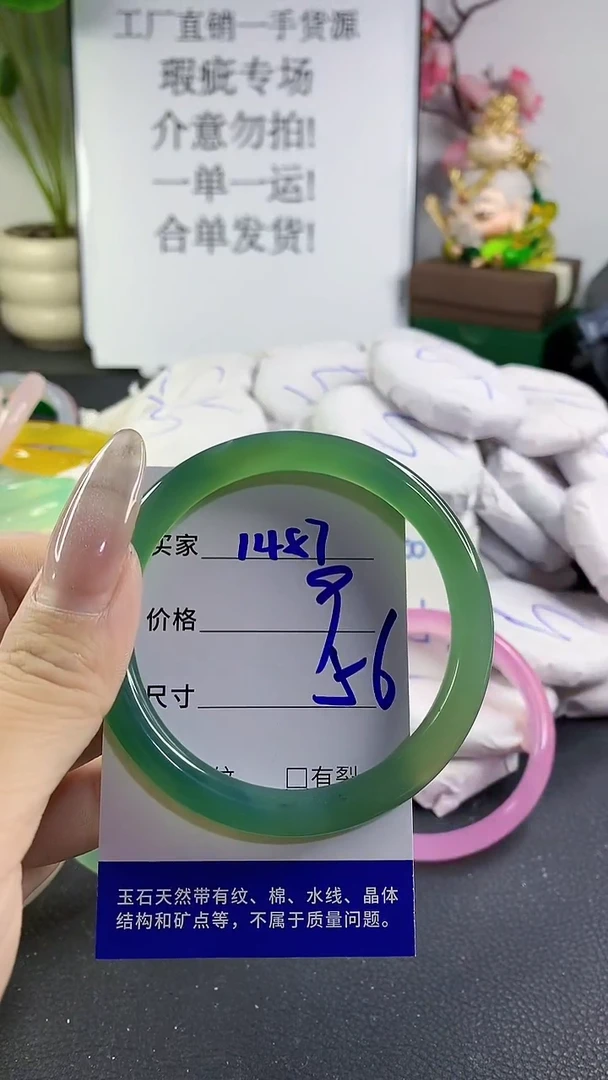 工厂直销一手货源
瑕疵专场
介意勿拍!
一单一运!
合单发货!
买家 1487
价格
尺寸 56
纹 □有裂
玉石天然带有纹、棉、水线、晶体
结构和矿点等，不属于质量问题。